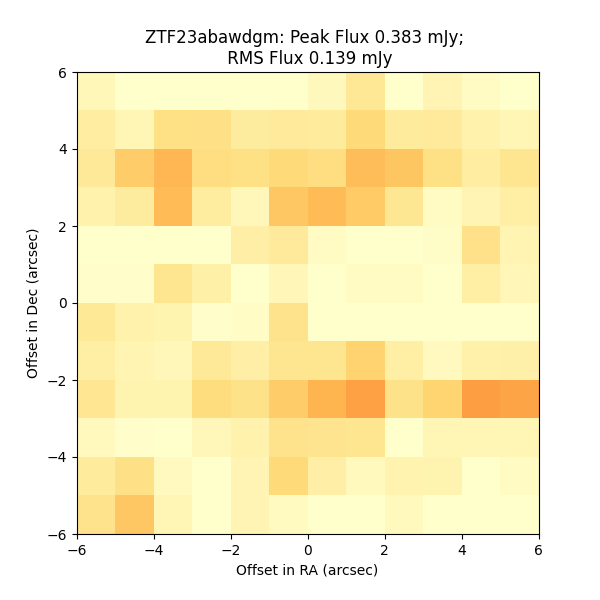 ZTF23abawdgm: Peak Flux 0.383 mJy;
RMS Flux 0.139 mJy
6
4
2
0
−2
−4
−6
Offset in Dec (arcsec)
−6 −4 −2 0 2 4 6
Offset in RA (arcsec)